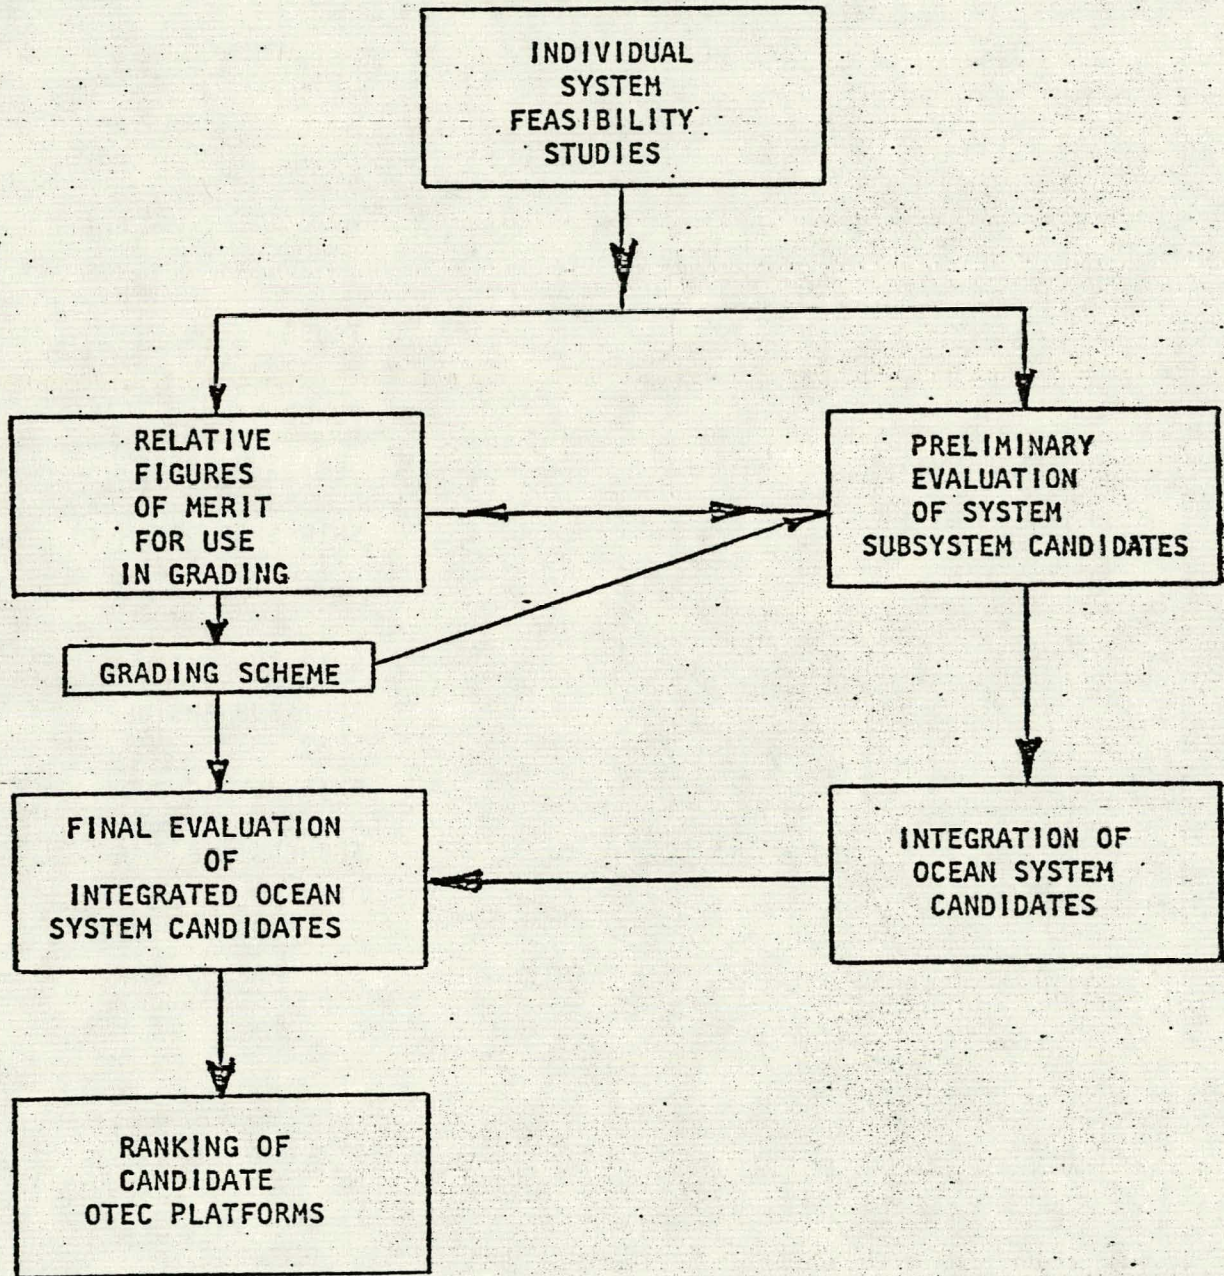 INDIVIDUAL
SYSTEM
FEASIBILITY
STUDIES
RELATIVE
FIGURES
OF MERIT
FOR USE
IN GRADING
PRELIMINARY
EVALUATION
OF SYSTEM
SUBSYSTEM CANDIDATES
GRADING SCHEME
FINAL EVALUATION
OF
INTEGRATED OCEAN
SYSTEM CANDIDATES
INTEGRATION OF
OCEAN SYSTEM
CANDIDATES
RANKING OF
CANDIDATE
OTEC PLATFORMS